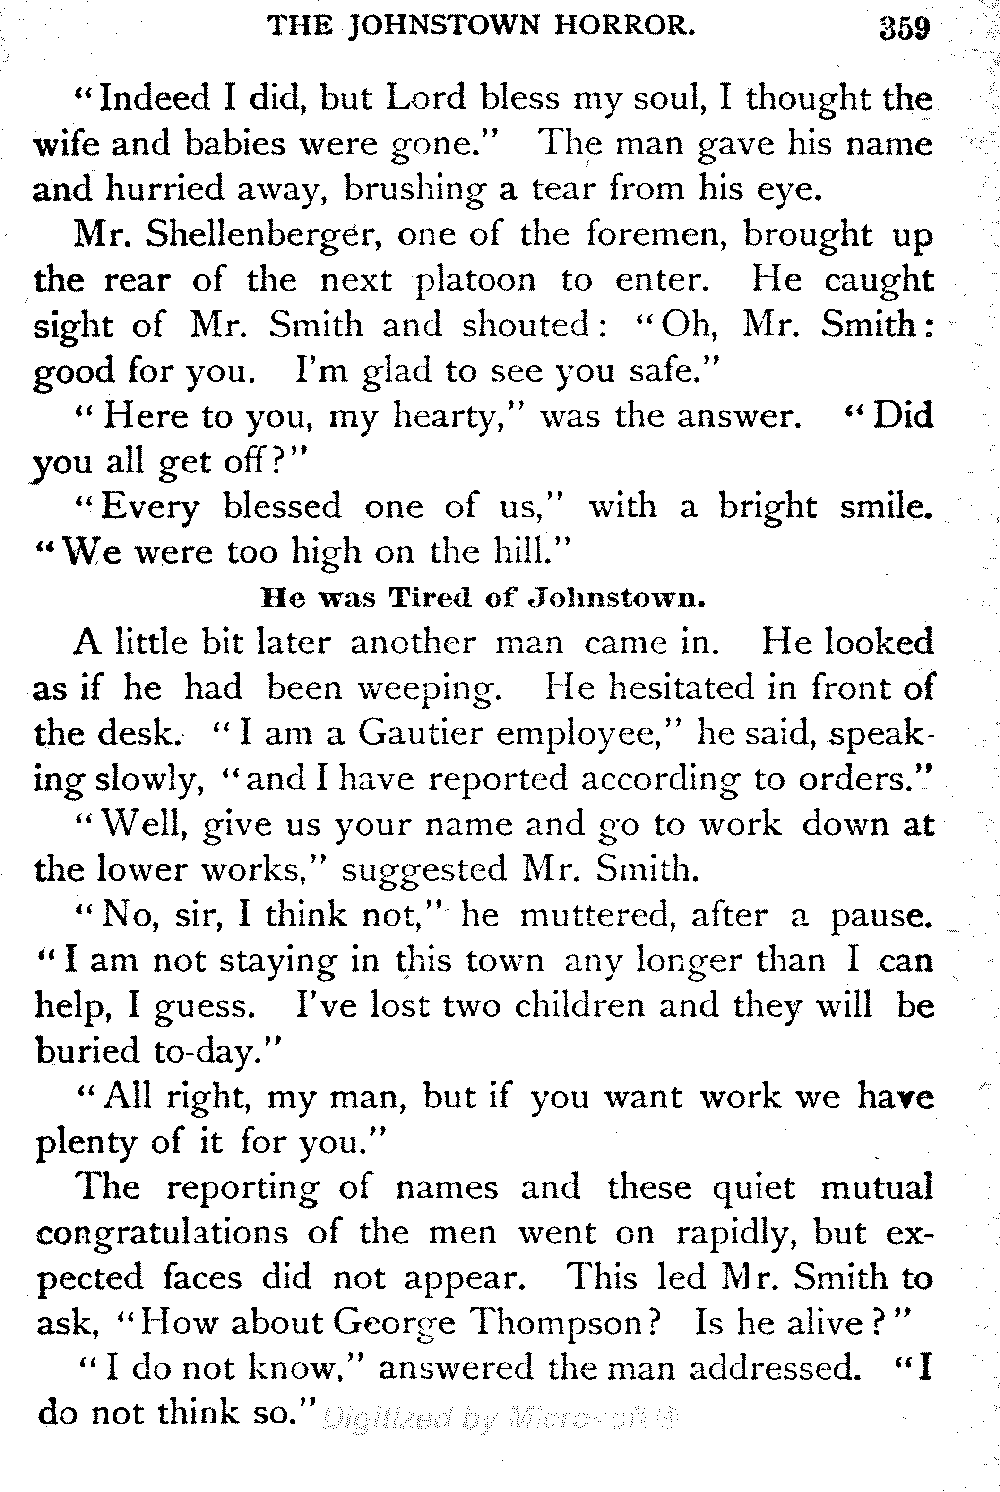 THE JOHNSTOWN HORROR. 359
"Indeed I did, but Lord bless my soul, I thought the
wife and babies were gone." The man gave his name
and hurried away, brushing a tear from his eye.
Mr. Shellenberger, one of the foremen, brought up
the rear of the next platoon to enter. He caught
sight of Mr. Smith and shouted: "Oh, Mr. Smith:
good for you. I'm glad to see you safe."
"Here to you, my hearty," was the answer. "Did
you all get off?"
"Every blessed one of us," with a bright smile.
"We were too high on the hill."
He was Tired of Johnstown.
A little bit later another man came in. He looked
as if he had been weeping. He hesitated in front of
the desk. "I am a Gautier employee," he said, speak-
ing slowly, "and I have reported according to orders."
"Well, give us your name and go to work down at
the lower works," suggested Mr. Smith.
"No, sir, I think not," he muttered, after a pause.
"I am not staying in this town any longer than I can
help, I guess. I've lost two children and they will be
buried to-day."
"All right, my man, but if you want work we have
plenty of it for you."
The reporting of names and these quiet mutual
congratulations of the men went on rapidly, but ex-
pected faces did not appear. This led Mr. Smith to
ask, "How about George Thompson? Is he alive?"
"I do not know," answered the man addressed. "I
do not think so." Digitized by Microsoft®